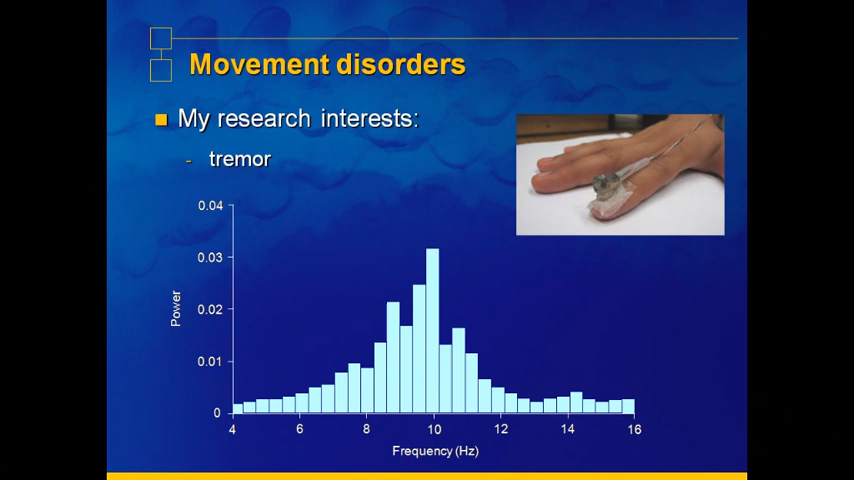 Movement disorders
My research interests:
- tremor
0.04
0.03
0.02
0.01
0
Power
4 6 8 10 12 14 16
Frequency (Hz)